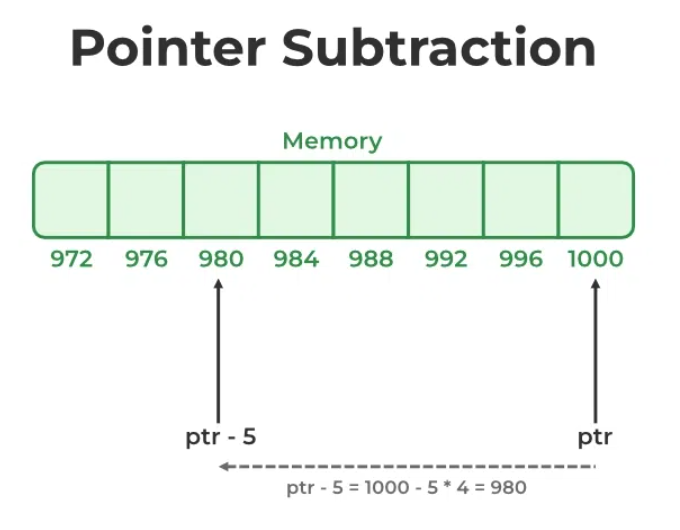 Pointer Subtraction
Memory
972 976 980 984 988 992 996 1000
ptr - 5 ptr
ptr - 5 = 1000 - 5 * 4 = 980